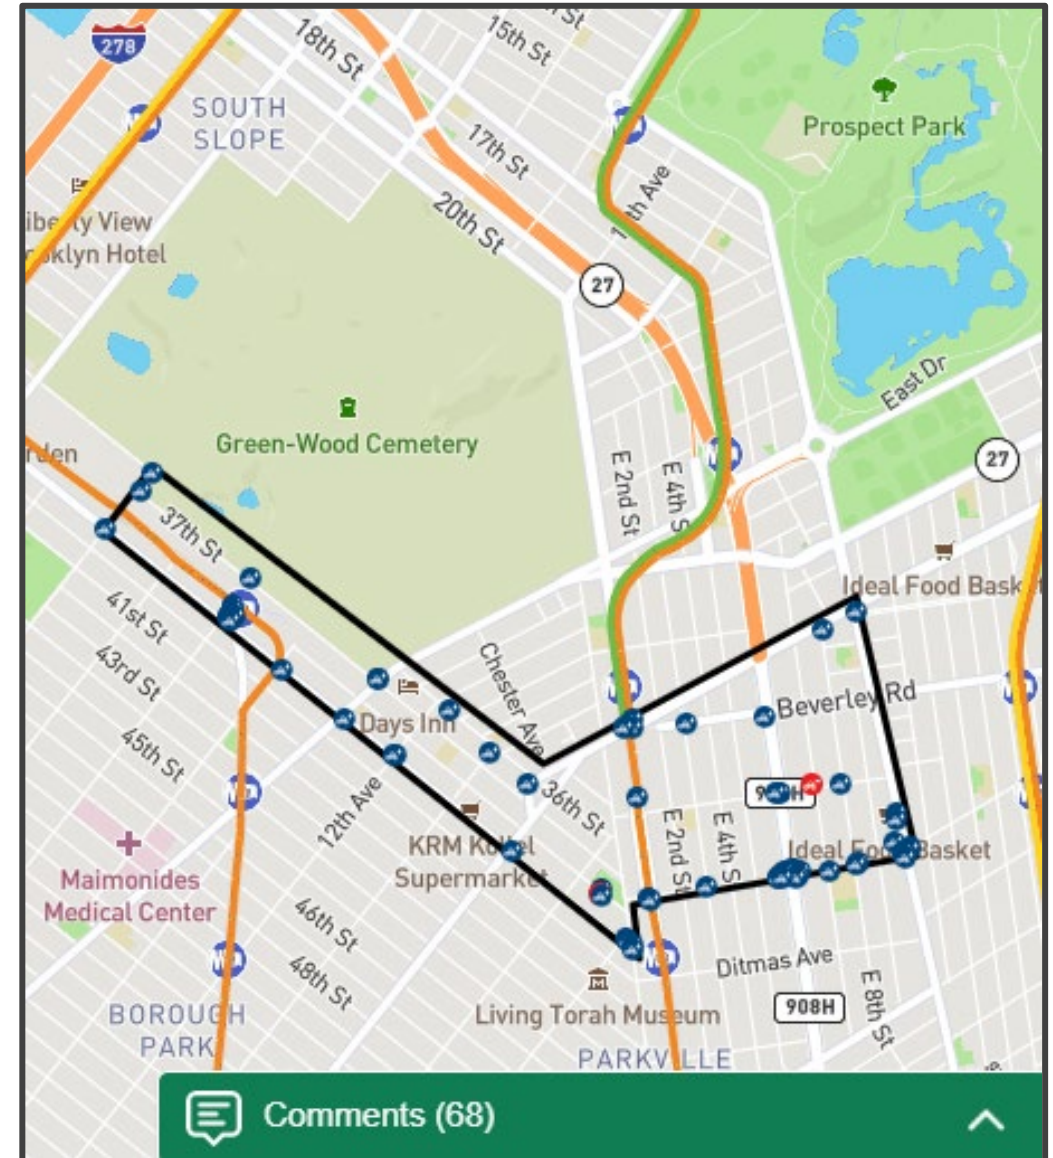 278
18th St
15th St
SOUTH
SLOPE
17th St
Prospect Park
20th St
27
East Dr
Green-Wood Cemetery
E 2nd St
E 4th S
27
37th St
Ideal Food Bask
41st St
43rd St
Chester Ave
Days Inn
Beverley Rd
45th St
12th Ave
36th St
E 2nd St
E 4th S
KRM
Supermarket
Ideal
Basket
Maimonides
Medical Center
46th St
48th St
Ditmas Ave
Living Torah Museum
908H
E 8th St
BOROUGH
PARK
PARKVILLE
Comments (68)